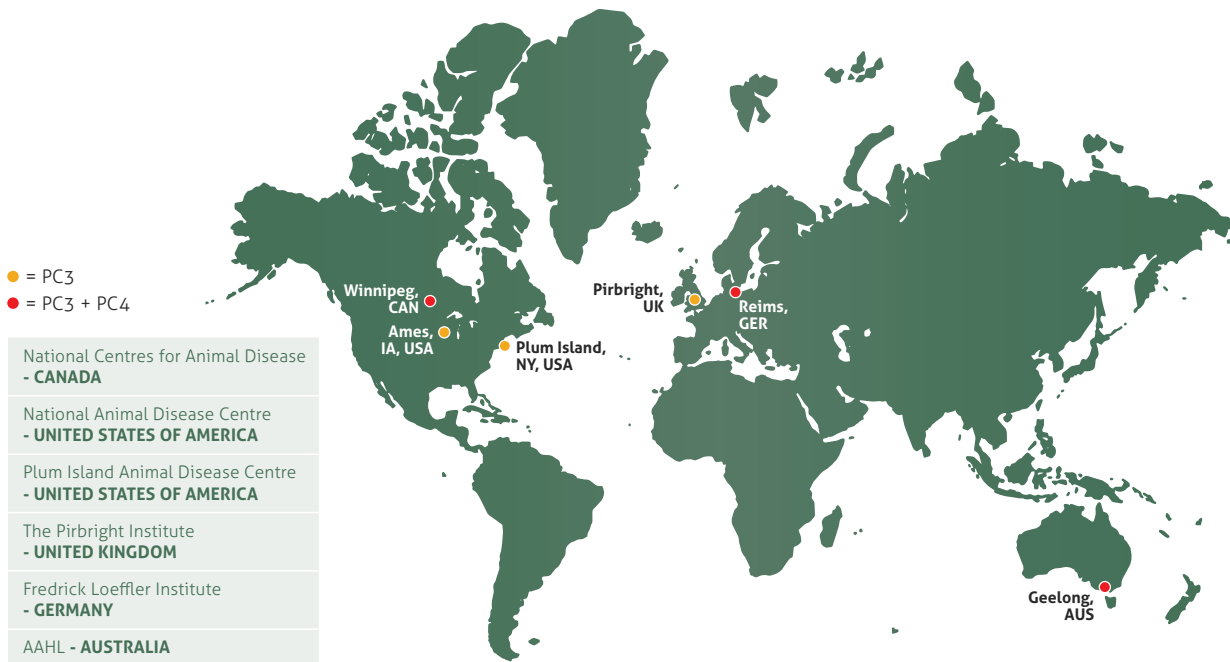 = PC3
= PC3 + PC4
National Centres for Animal Disease
- CANADA
National Animal Disease Centre
- UNITED STATES OF AMERICA
Plum Island Animal Disease Centre
- UNITED STATES OF AMERICA
The Pirbright Institute
- UNITED KINGDOM
Fredrick Loeffler Institute
- GERMANY
AAHL - AUSTRALIA
Winnipeg,
CAN
Ames,
IA, USA
Plum Island,
NY, USA
Pirbright,
UK
Reims,
GER
Geelong,
AUS